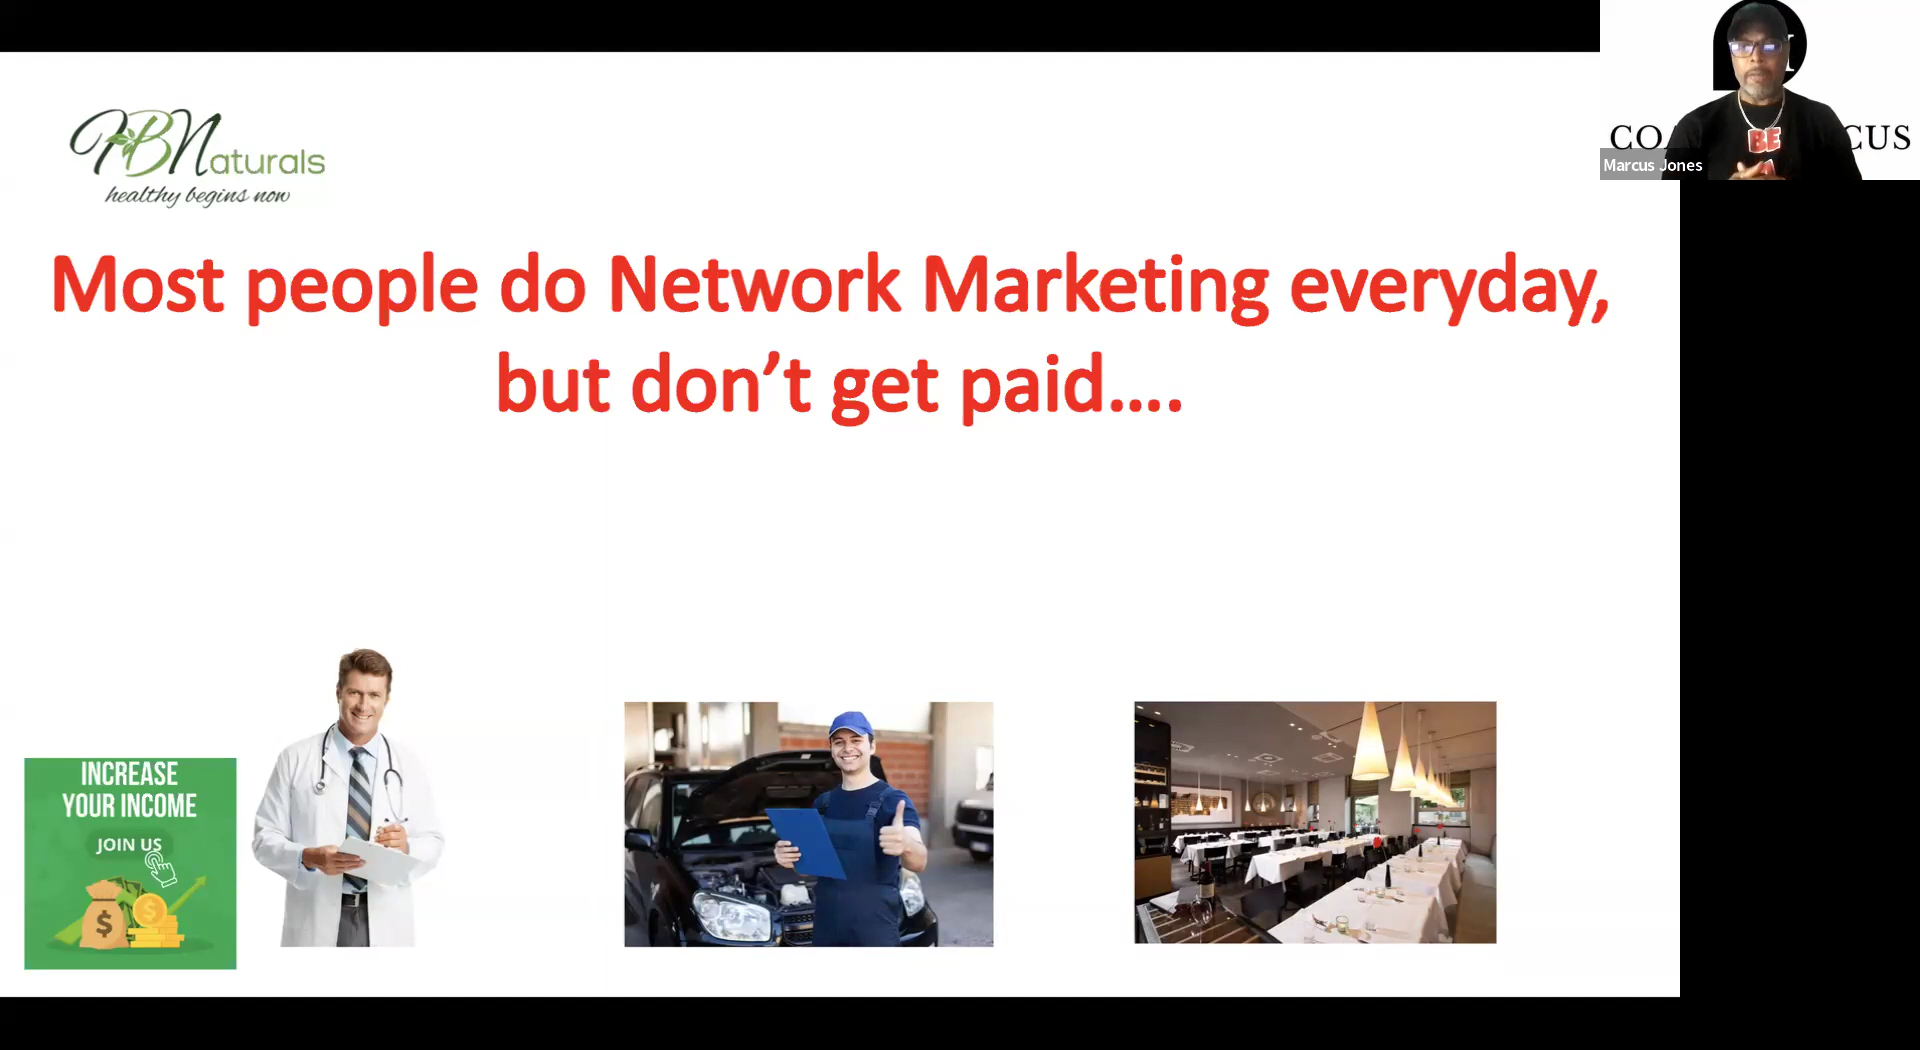 HBNaturals
healthy begins now
Most people do Network Marketing everyday,
but don’t get paid....
INCREASE
YOUR INCOME
JOIN US
$
$
CUS
BE
Marcus Jones